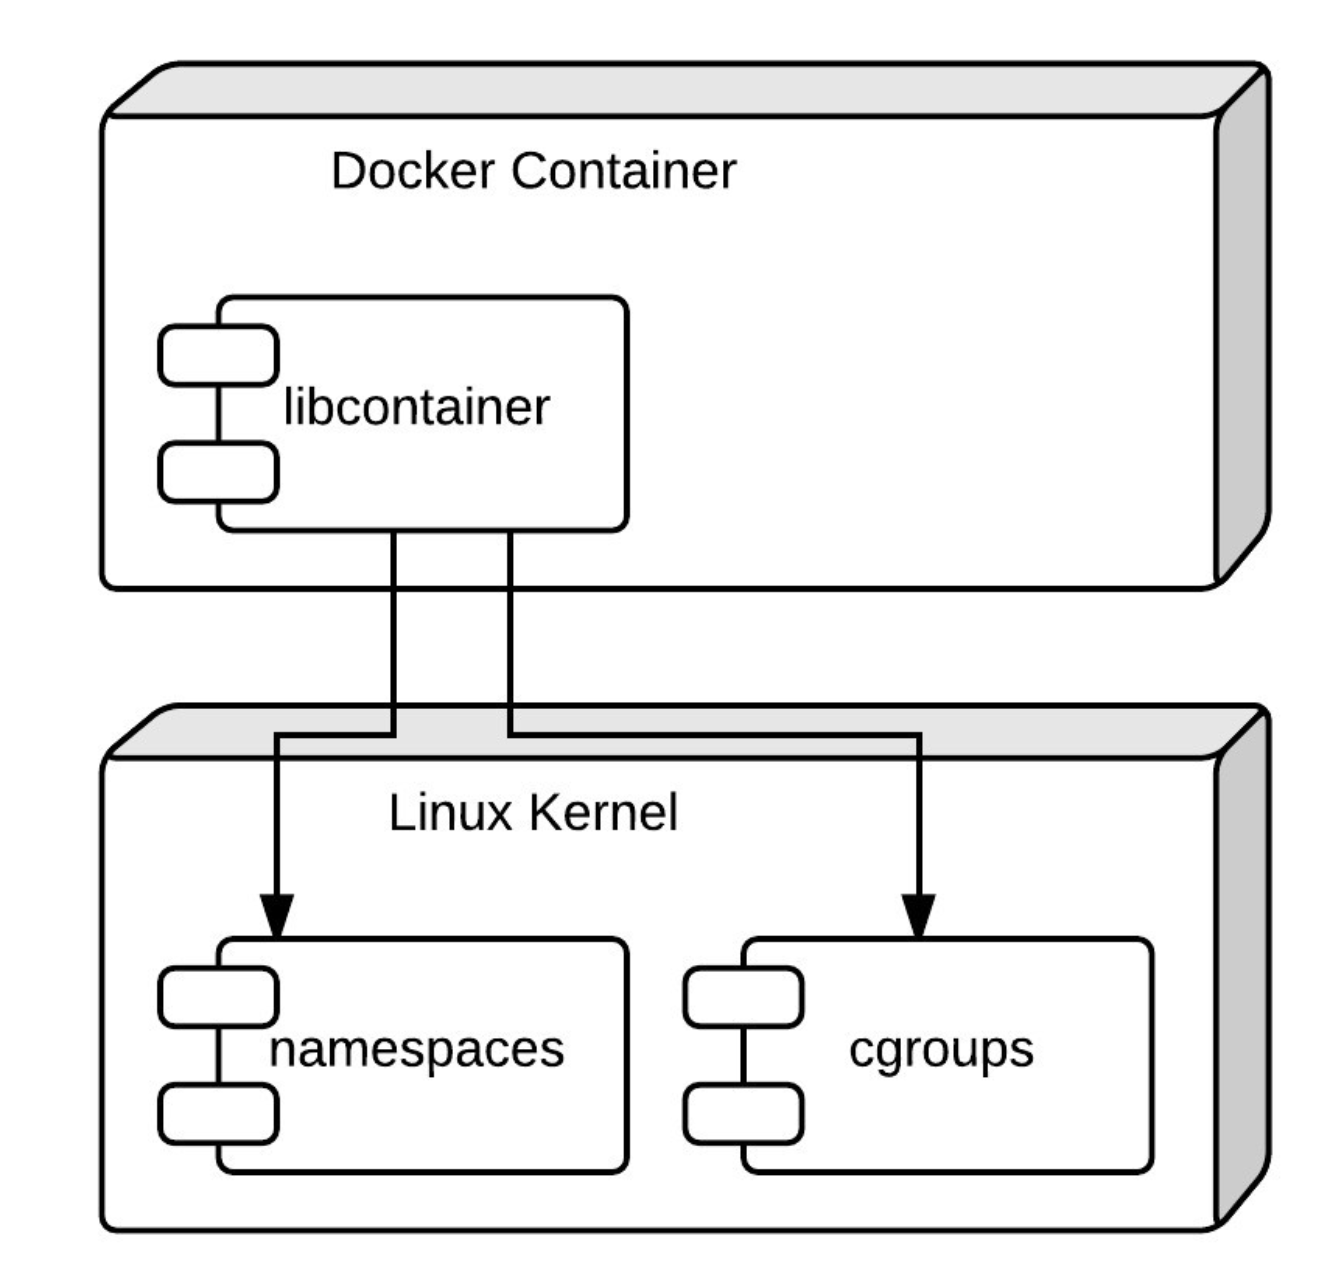 Docker Container
libcontainer
Linux Kernel
namespaces
cgroups